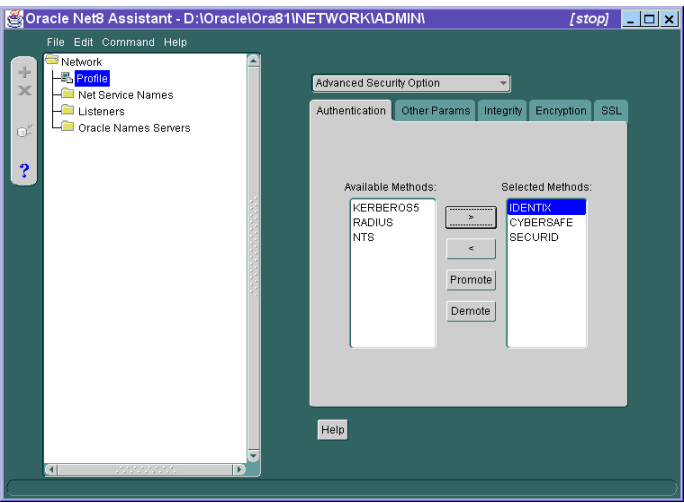 Oracle Net8 Assistant - D:\Oracle\Ora81\NETWORK\ADMIN\ [stop]
File Edit Command Help
Network
Profile
Net Service Names
Listeners
Oracle Names Servers
?
Advanced Security Option
Authentication Other Params Integrity Encryption SSL
Available Methods: Selected Methods:
KERBEROS5
RADIUS
NTS
>
<
Promote
Demote
IDENTIX
CYBERSAFE
SECURID
Help